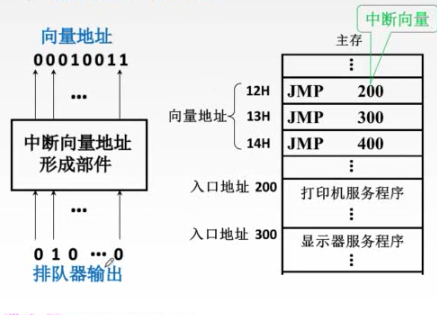 中断向量
向量地址
00010011
…
中断向量地址
形成部件
…
0 1 0 … 0
排队器输出
主存
⋮
向量地址
12H JMP 200
13H JMP 300
14H JMP 400
⋮
入口地址 200 打印机服务程序
⋮
入口地址 300 显示器服务程序
⋮